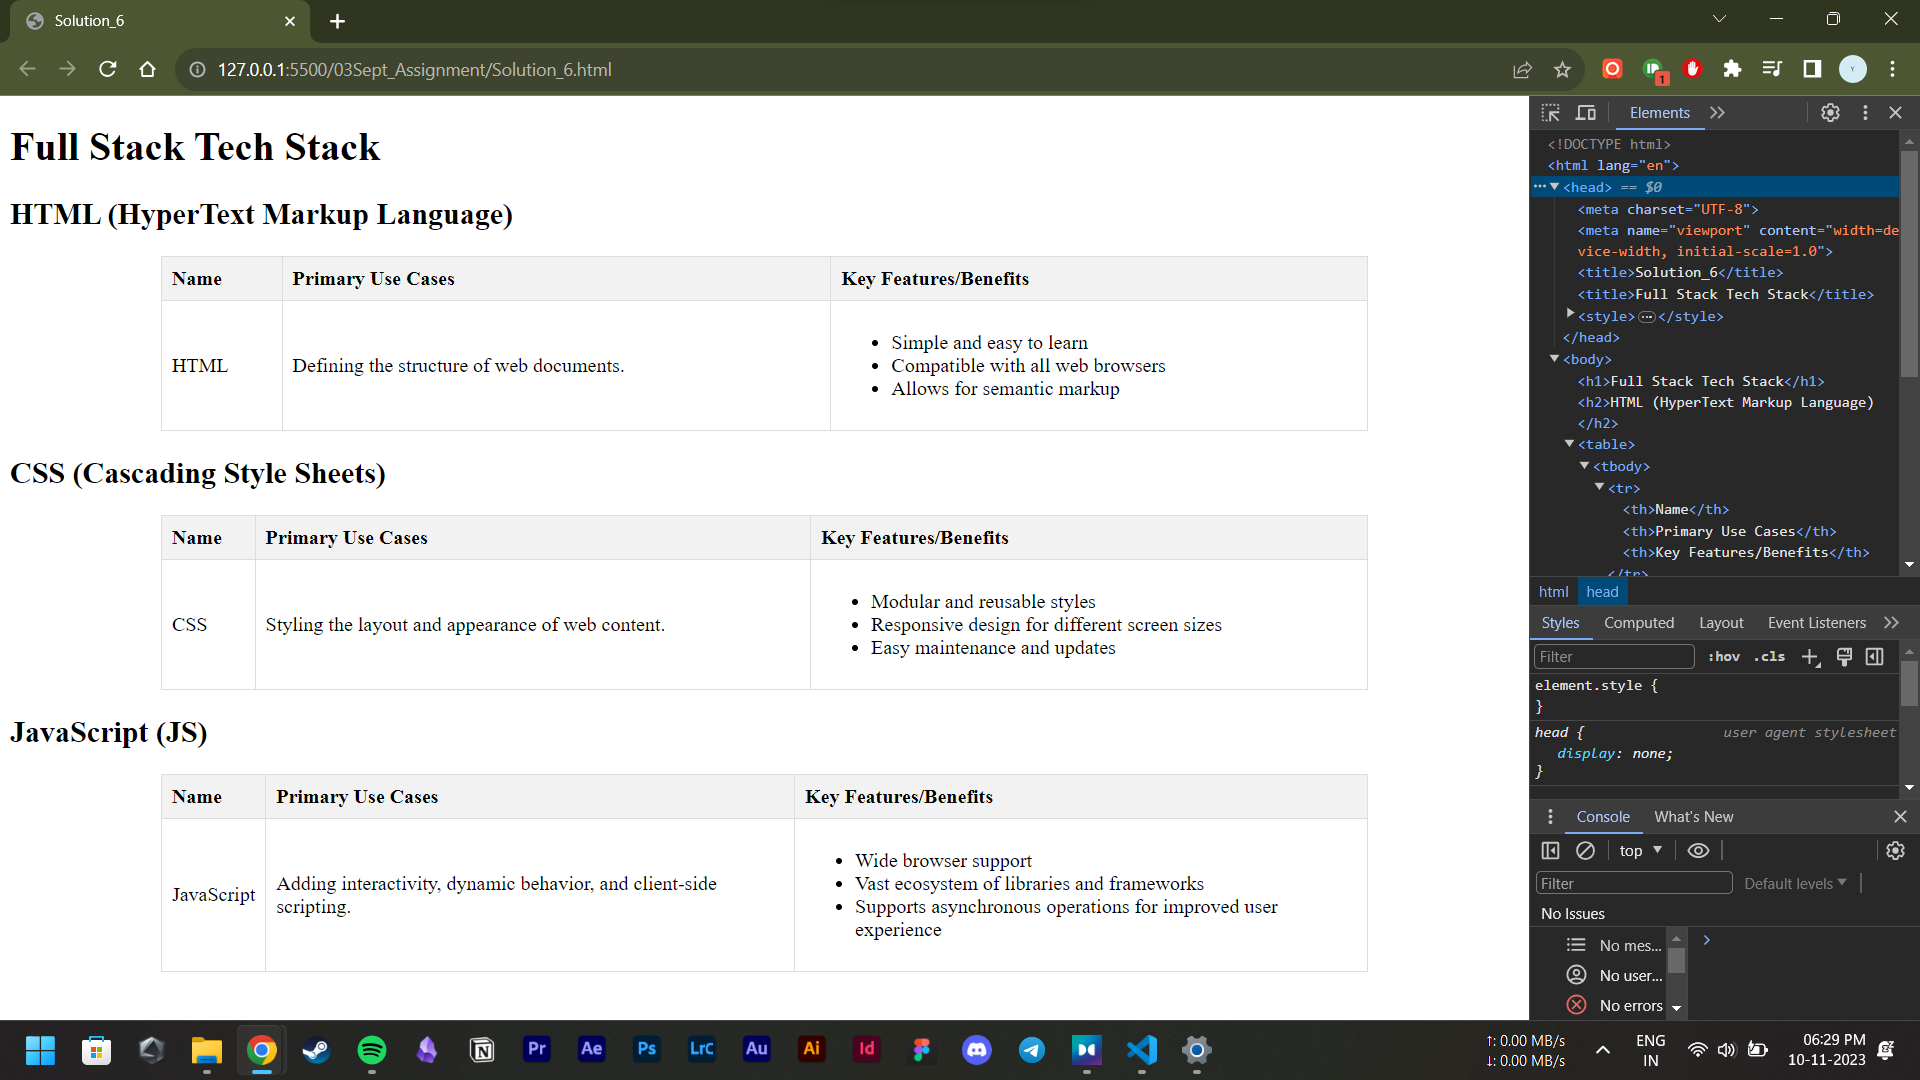 Solution_6
127.0.0.1:5500/03Sept_Assignment/Solution_6.html
1
Y
Full Stack Tech Stack
HTML (HyperText Markup Language)
Name Primary Use Cases Key Features/Benefits
HTML Defining the structure of web documents.
• Simple and easy to learn
• Compatible with all web browsers
• Allows for semantic markup
CSS (Cascading Style Sheets)
Name Primary Use Cases Key Features/Benefits
CSS Styling the layout and appearance of web content.
• Modular and reusable styles
• Responsive design for different screen sizes
• Easy maintenance and updates
JavaScript (JS)
Name Primary Use Cases Key Features/Benefits
JavaScript
Adding interactivity, dynamic behavior, and client-side
scripting.
• Wide browser support
• Vast ecosystem of libraries and frameworks
• Supports asynchronous operations for improved user
experience
Elements
<!DOCTYPE html>
<html lang="en">
<head> == $0
<meta charset="UTF-8">
<meta name="viewport" content="width=de
vice-width, initial-scale=1.0">
<title>Solution_6</title>
<title>Full Stack Tech Stack</title>
<style>…</style>
</head>
<body>
<h1>Full Stack Tech Stack</h1>
<h2>HTML (HyperText Markup Language)
</h2>
<table>
<tbody>
<tr>
<th>Name</th>
<th>Primary Use Cases</th>
<th>Key Features/Benefits</th>
</tr>
html head
Styles Computed Layout Event Listeners
Filter :hov .cls
element.style {
}
head { user agent stylesheet
display: none;
}
Console What's New
top
Filter Default levels
No Issues
No mes...
No user...
No errors
Pr Ae Ps LrC Au Ai Id
↑: 0.00 MB/s
↓: 0.00 MB/s
ENG
IN
06:29 PM
10-11-2023